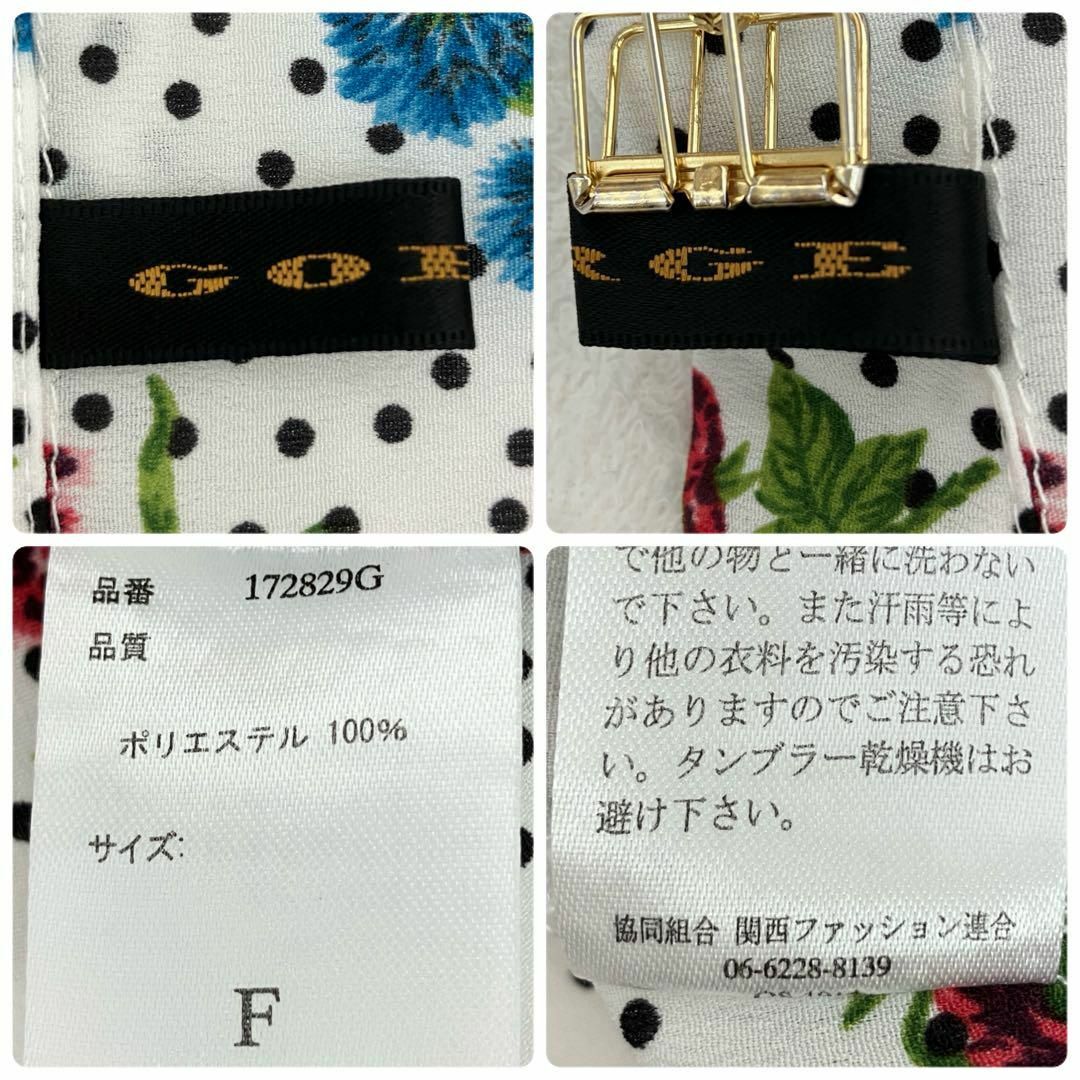 GOE
GE
品番 172829G
品質
ポリエステル 100%
サイズ:
F
で他の物と一緒に洗わない
で下さい。また汗雨等によ
り他の衣料を汚染する恐れ
がありますのでご注意下さ
い。タンブラー乾燥機はお
避け下さい。
協同組合 関西ファッション連合
06-6228-8139